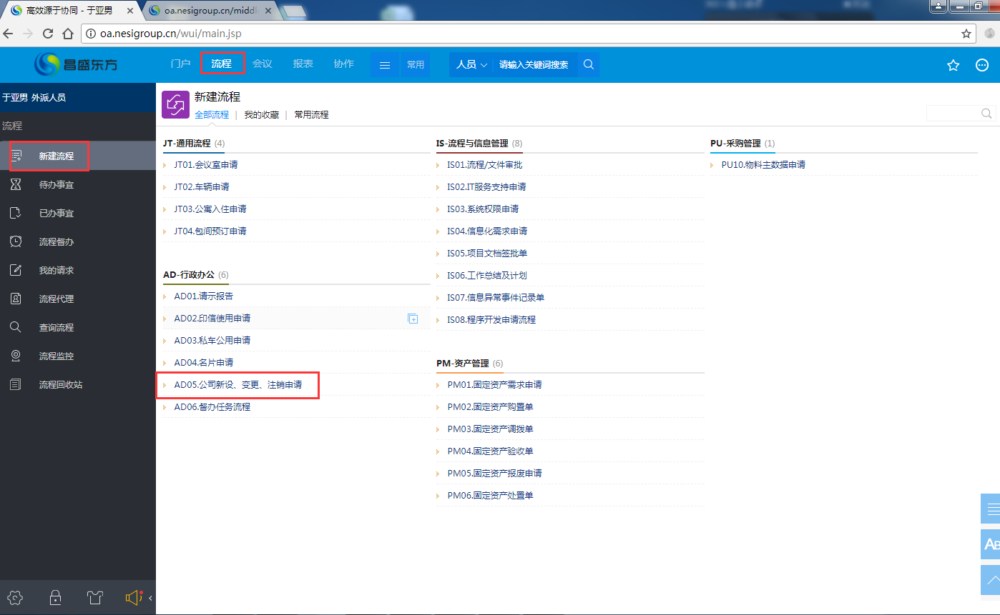 高效源于协同 - 于亚男
oa.nesigroup.cn/middl
oa.nesigroup.cn/wui/main.jsp
昌盛东方
门户 流程 会议 报表 协作 常用 人员 请输入关键词搜索
于亚男 外派人员
流程
新建流程
待办事宜
已办事宜
流程督办
我的请求
流程代理
查询流程
流程监控
流程回收站
新建流程
全部流程 | 我的收藏 | 常用流程
JT-通用流程 (4)
JT01.会议室申请
JT02.车辆申请
JT03.公寓入住申请
JT04.包间预订申请
AD-行政办公 (6)
AD01.请示报告
AD02.印信使用申请
AD03.私车公用申请
AD04.名片申请
AD05.公司新设、变更、注销申请
AD06.督办任务流程
IS-流程与信息管理 (8)
IS01.流程/文件审批
IS02.IT服务支持申请
IS03.系统权限申请
IS04.信息化需求申请
IS05.项目文档签批单
IS06.工作总结及计划
IS07.信息异常事件记录单
IS08.程序开发申请流程
PM-资产管理 (6)
PM01.固定资产需求申请
PM02.固定资产购置单
PM03.固定资产调拨单
PM04.固定资产验收单
PM05.固定资产报废申请
PM06.固定资产处置单
PU-采购管理 (1)
PU10.物料主数据申请